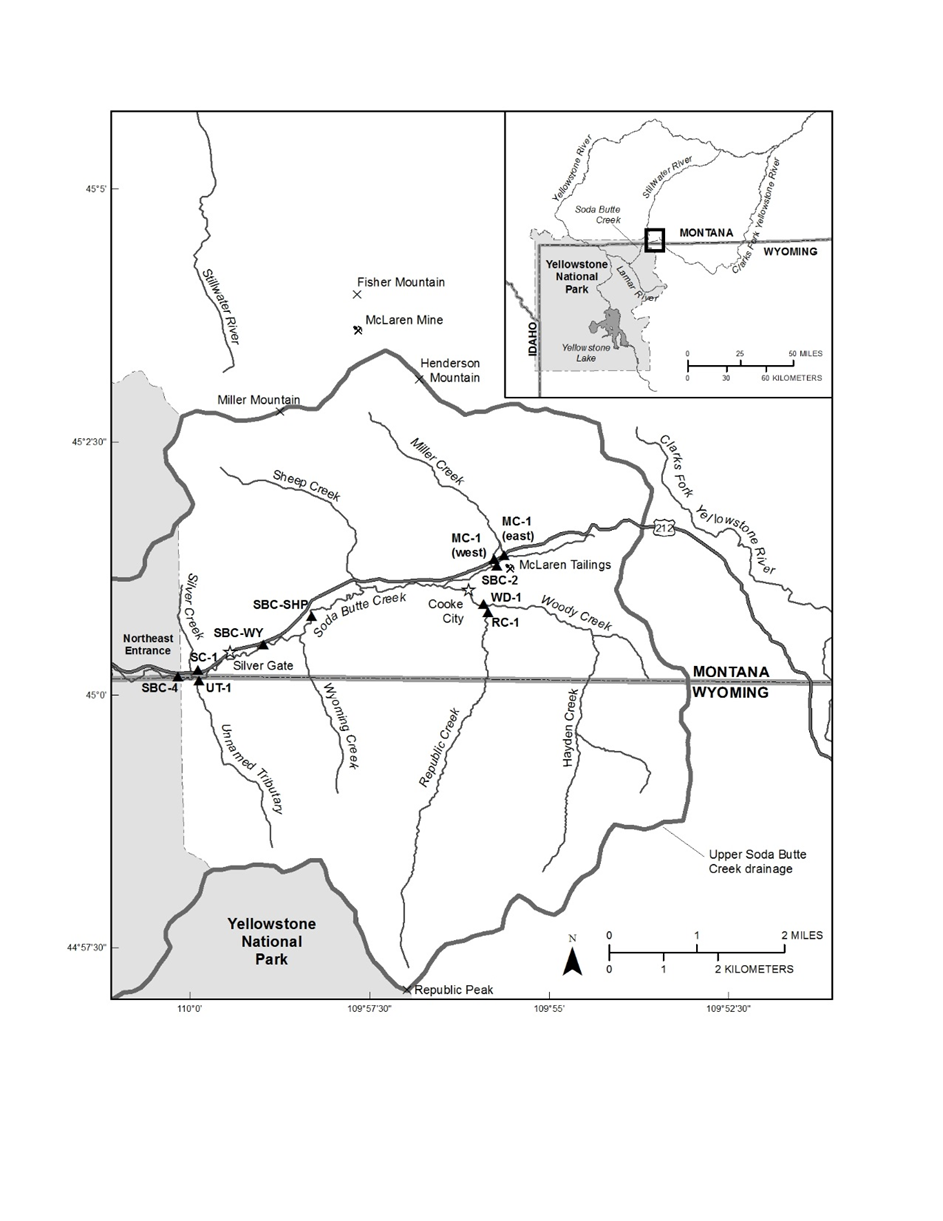 45°5'
Stillwater River
Fisher Mountain
McLaren Mine
Henderson
Mountain
Miller Mountain
Yellowstone River
Stillwater River
Clarks Fork Yellowstone River
Soda Butte
Creek
MONTANA
WYOMING
Yellowstone
National
Park
Lamar River
IDAHO
Yellowstone
Lake
0 25 50 MILES
0 30 60 KILOMETERS
45°2'30"
Miller Creek
Sheep Creek
Clarks Fork Yellowstone River
212
MC-1
(east)
MC-1
(west)
McLaren Tailings
SBC-2
Silver Creek
SBC-SHP
Soda Butte Creek
Cooke
City
WD-1
RC-1
Woody Creek
Northeast
Entrance
SBC-WY
SC-1
Silver Gate
SBC-4
UT-1
MONTANA
WYOMING
45°0'
Unnamed Tributary
Wyoming Creek
Republic Creek
Hayden Creek
Upper Soda Butte
Creek drainage
Yellowstone
National
Park
44°57'30"
N
0 1 2 MILES
0 1 2 KILOMETERS
Republic Peak
110°0'
109°57'30"
109°55'
109°52'30"